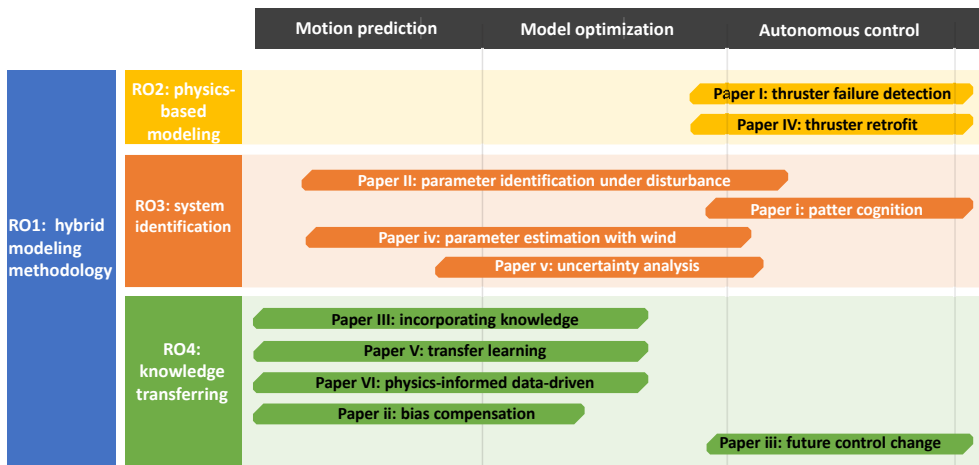 Motion prediction
Model optimization
Autonomous control
RO1: hybrid
modeling
methodology
RO2: physics-
based
modeling
Paper I: thruster failure detection
Paper IV: thruster retrofit
RO3: system
identification
Paper II: parameter identification under disturbance
Paper i: patter cognition
Paper iv: parameter estimation with wind
Paper v: uncertainty analysis
RO4:
knowledge
transferring
Paper III: incorporating knowledge
Paper V: transfer learning
Paper VI: physics-informed data-driven
Paper ii: bias compensation
Paper iii: future control change